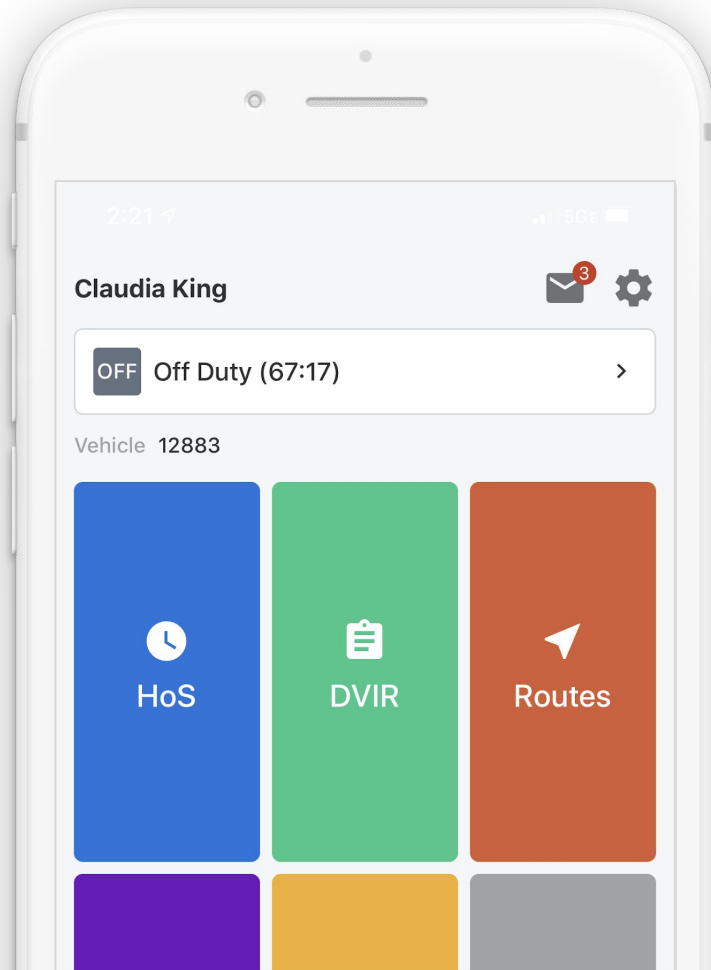 2:21
5GE
Claudia King
3
OFF Off Duty (67:17)
Vehicle 12883
HoS DVIR Routes